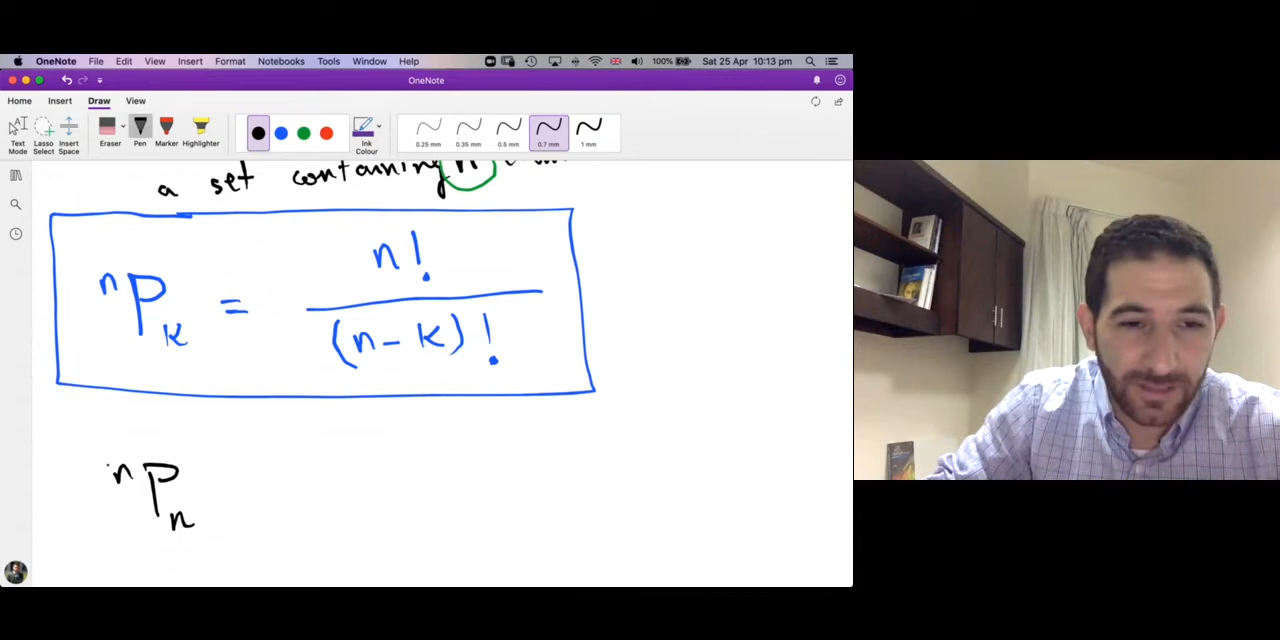 OneNote File Edit View Insert Format Notebooks Tools Window Help 100% Sat 25 Apr 10:13 pm
OneNote
Home Insert Draw View
Text Mode Lasso Select Insert Space Eraser Pen Marker Highlighter Ink Colour 0.25 mm 0.35 mm 0.5 mm 0.7 mm 1 mm
a set containing n
ⁿPₖ = n! / (n - k)!
ⁿPₙ